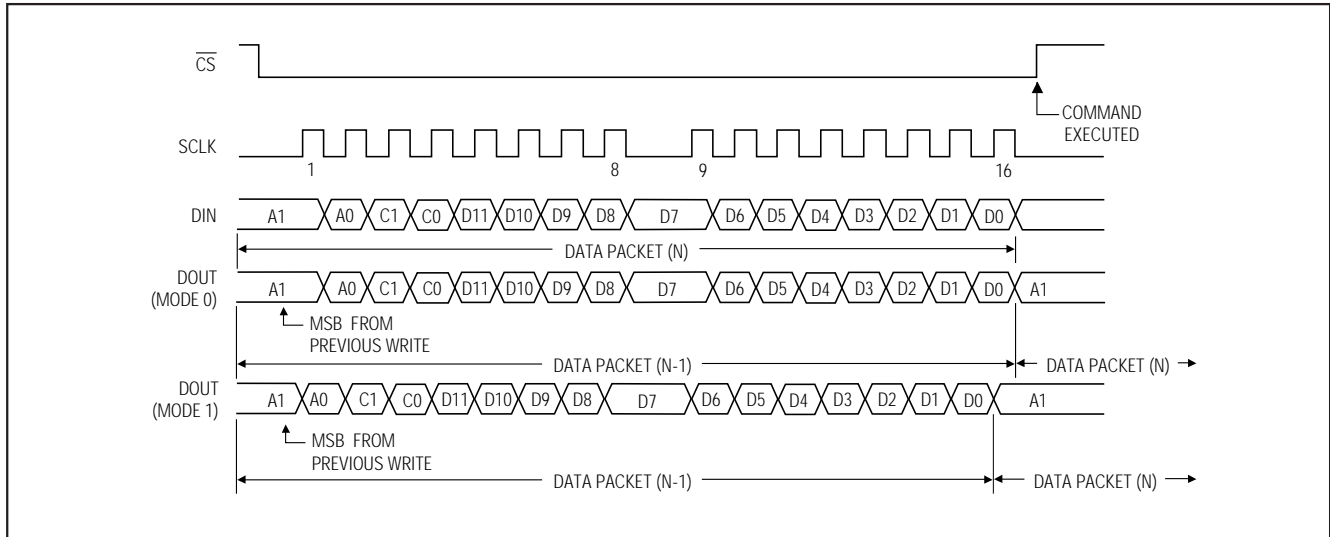 CS
COMMAND
EXECUTED
SCLK
1 8 9 16
DIN A1 A0 C1 C0 D11 D10 D9 D8 D7 D6 D5 D4 D3 D2 D1 D0
DATA PACKET (N)
DOUT
(MODE 0)
A1 A0 C1 C0 D11 D10 D9 D8 D7 D6 D5 D4 D3 D2 D1 D0 A1
MSB FROM
PREVIOUS WRITE
DATA PACKET (N-1) DATA PACKET (N)
DOUT
(MODE 1)
A1 A0 C1 C0 D11 D10 D9 D8 D7 D6 D5 D4 D3 D2 D1 D0 A1
MSB FROM
PREVIOUS WRITE
DATA PACKET (N-1) DATA PACKET (N)